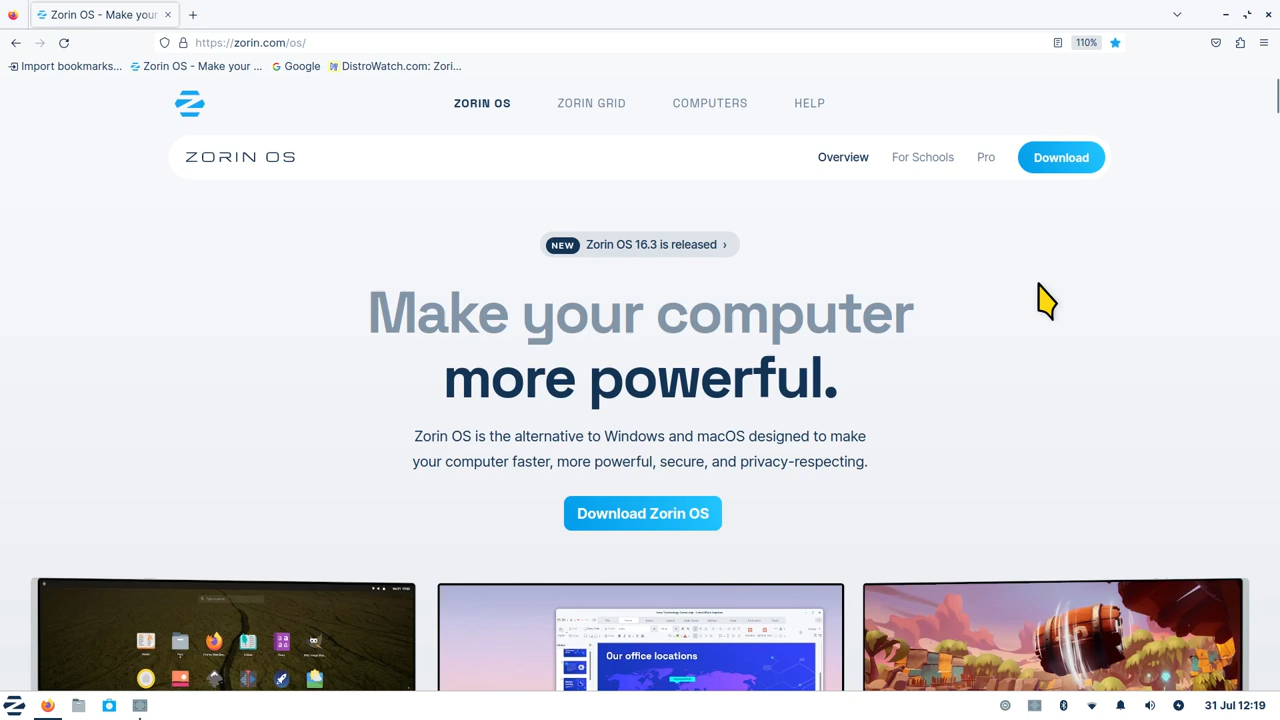 Zorin OS - Make your
Import bookmarks...
Zorin OS - Make your ...
Google
DistroWatch.com: Zori...
https://zorin.com/os/
110%
ZORIN OS
ZORIN GRID
COMPUTERS
HELP
ZORIN OS
Overview
For Schools
Pro
Download
NEW Zorin OS 16.3 is released ›
Make your computer
more powerful.
Zorin OS is the alternative to Windows and macOS designed to make
your computer faster, more powerful, secure, and privacy-respecting.
Download Zorin OS
Our office locations
31 Jul 12:19